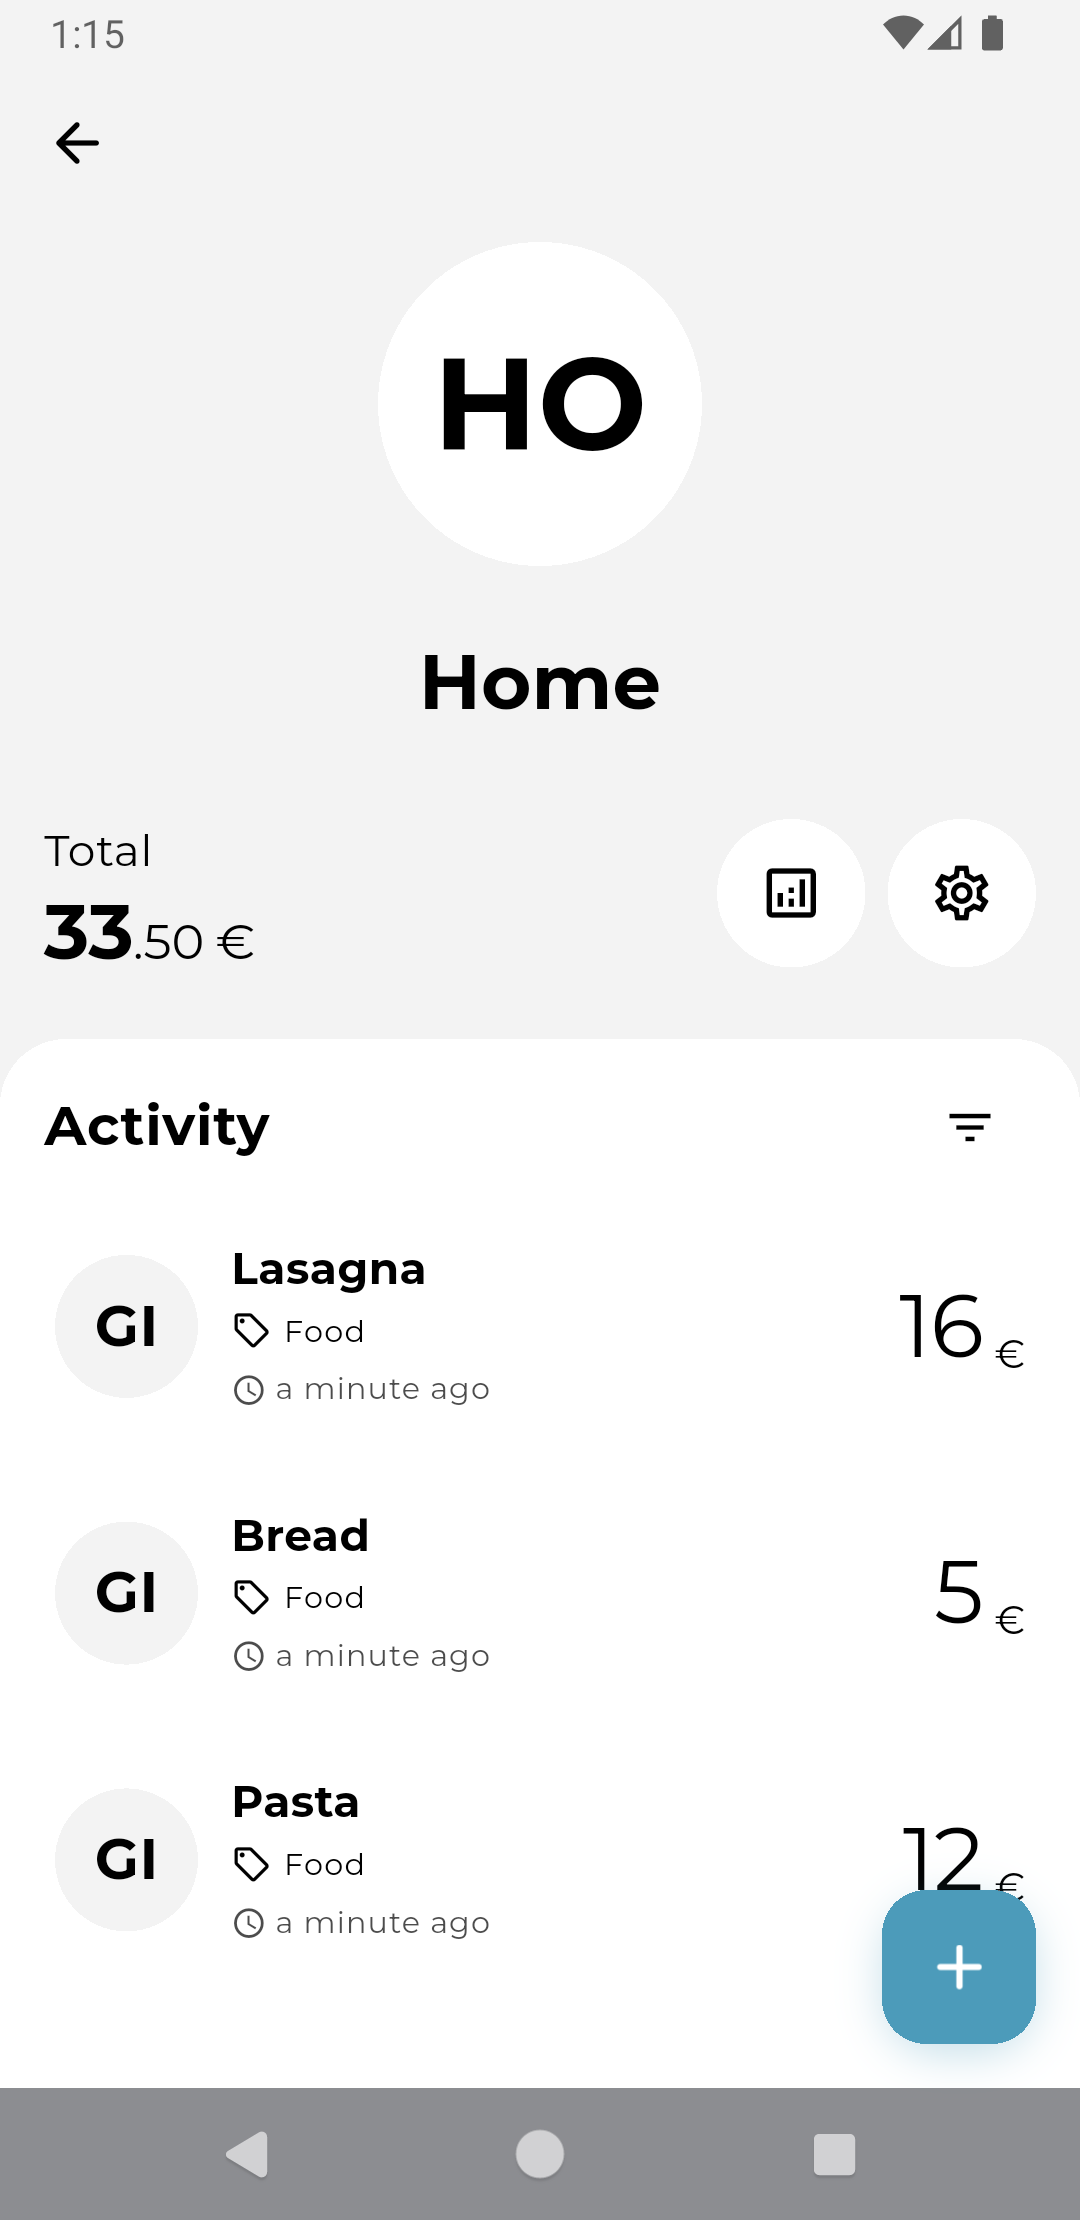 1:15
HO
Home
Total
33.50 €
Activity
GI
Lasagna
Food
a minute ago
16 €
GI
Bread
Food
a minute ago
5 €
GI
Pasta
Food
a minute ago
12 €